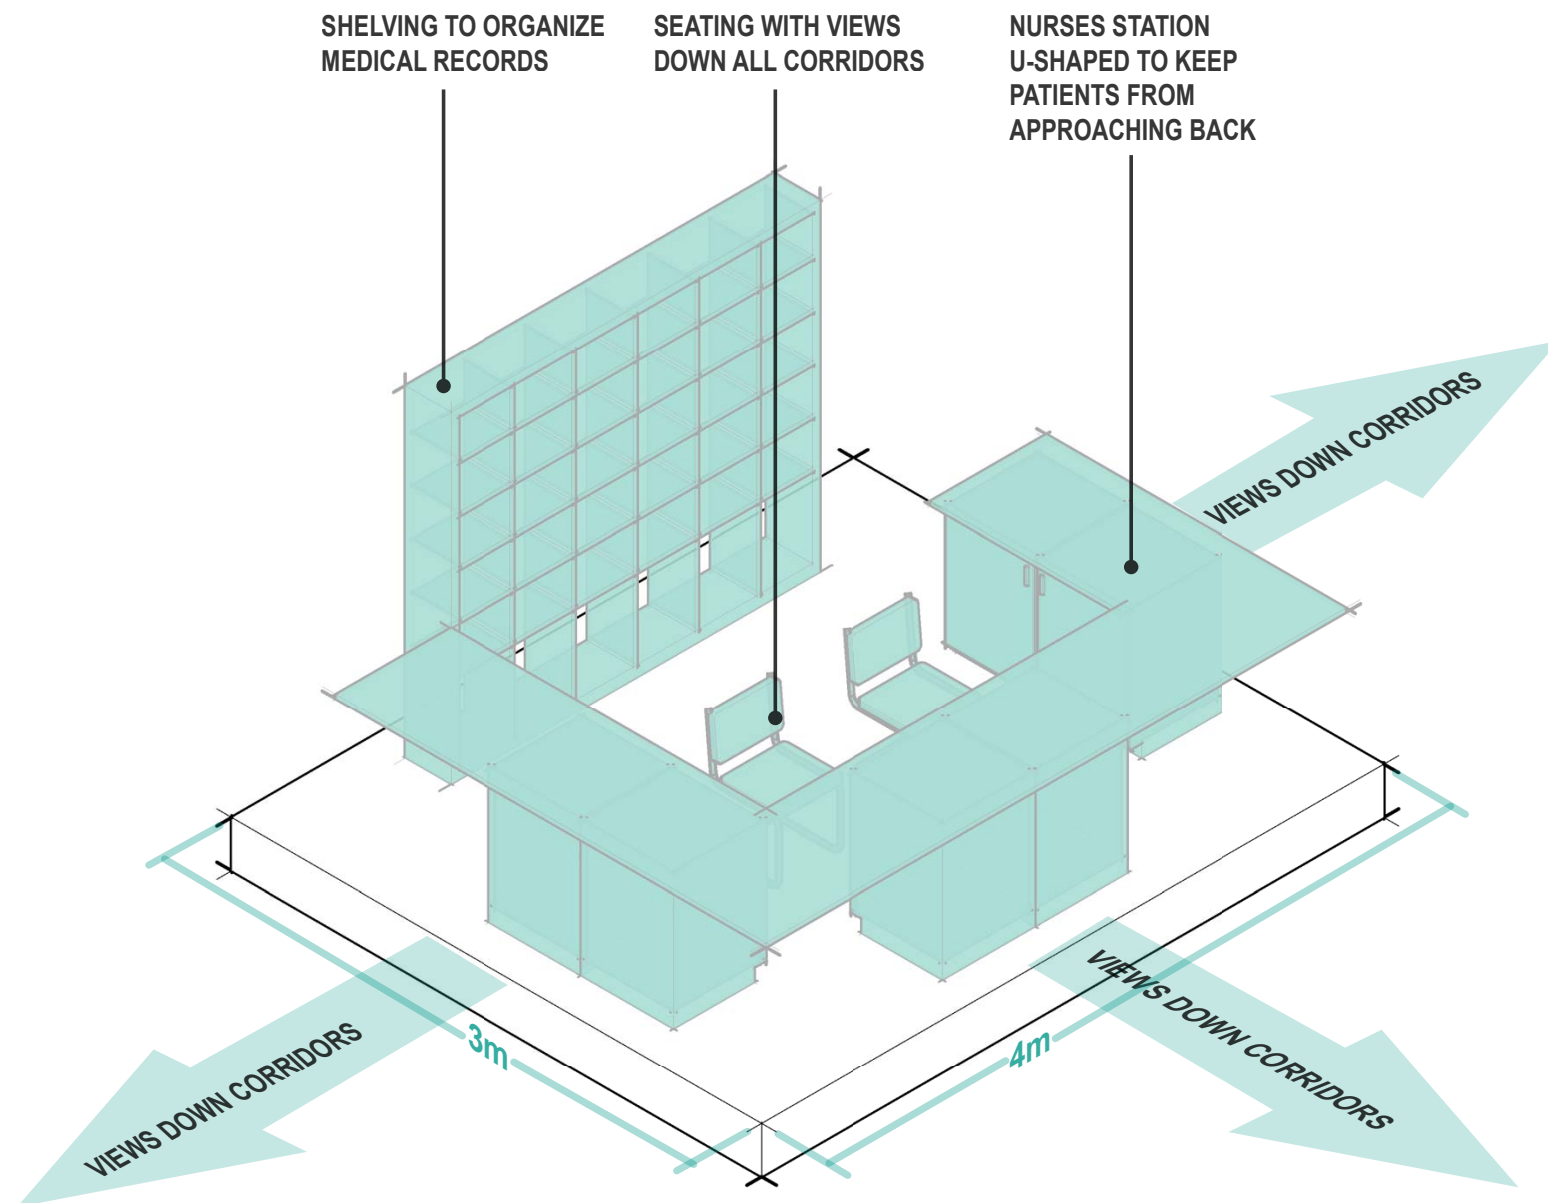 SHELVING TO ORGANIZE
MEDICAL RECORDS
SEATING WITH VIEWS
DOWN ALL CORRIDORS
NURSES STATION
U-SHAPED TO KEEP
PATIENTS FROM
APPROACHING BACK
VIEWS DOWN CORRIDORS
VIEWS DOWN CORRIDORS
VIEWS DOWN CORRIDORS
3m
4m